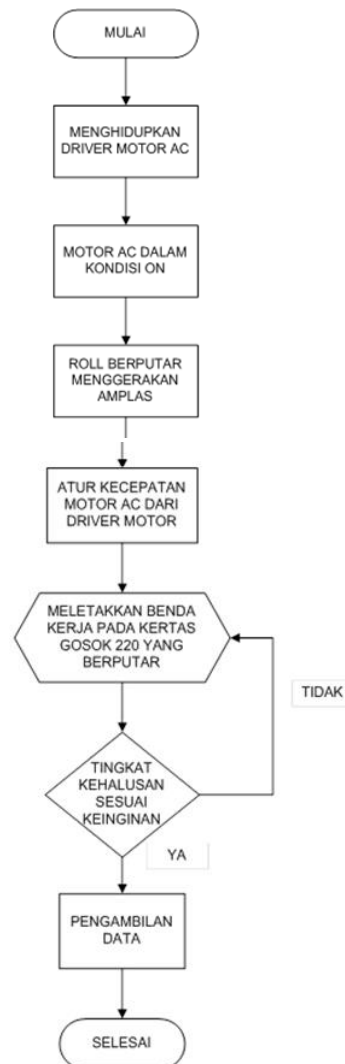 MULAI
MENGHIDUPKAN
DRIVER MOTOR AC
MOTOR AC DALAM
KONDISI ON
ROLL BERPUTAR
MENGGERAKAN
AMPLAS
ATUR KECEPATAN
MOTOR AC DARI
DRIVER MOTOR
MELETAKKAN BENDA
KERJA PADA KERTAS
GOSOK 220 YANG
BERPUTAR
TIDAK
TINGKAT
KEHALUSAN
SESUAI
KEINGINAN
YA
PENGAMBILAN
DATA
SELESAI